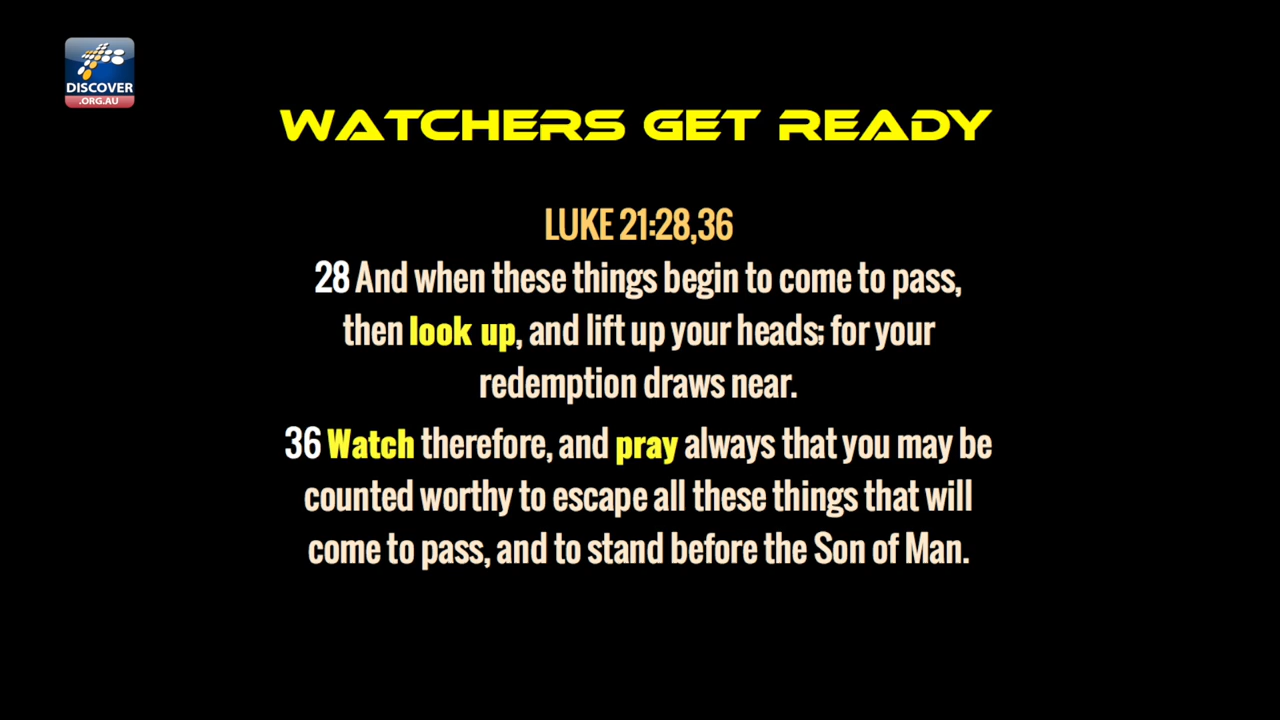 DISCOVER
.ORG.AU
WATCHERS GET READY
LUKE 21:28,36
28 And when these things begin to come to pass,
then look up, and lift up your heads; for your
redemption draws near.
36 Watch therefore, and pray always that you may be
counted worthy to escape all these things that will
come to pass, and to stand before the Son of Man.